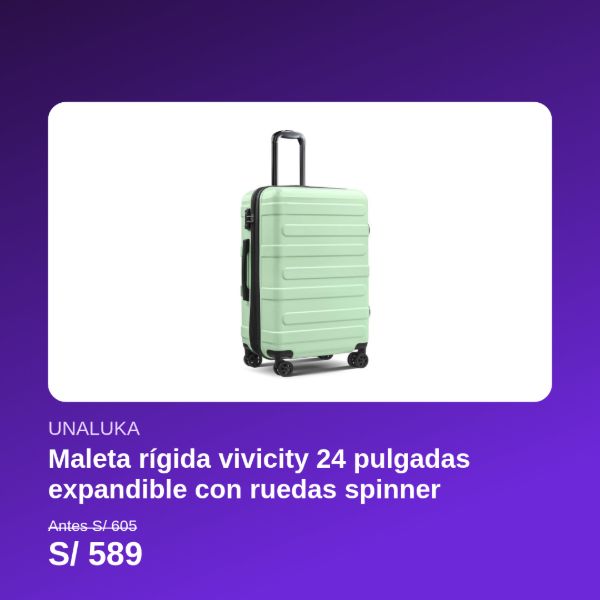 UNALUKA
Maleta rígida vivicity 24 pulgadas
expandible con ruedas spinner
Antes S/ 605
S/ 589